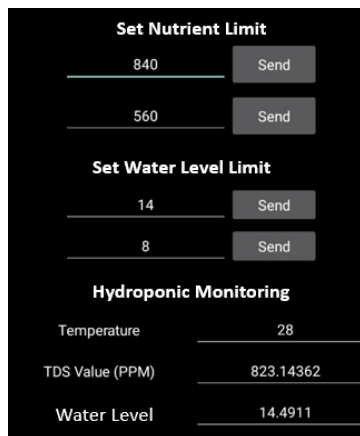 Set Nutrient Limit
840 Send
560 Send
Set Water Level Limit
14 Send
8 Send
Hydroponic Monitoring
Temperature 28
TDS Value (PPM) 823.14362
Water Level 14.4911